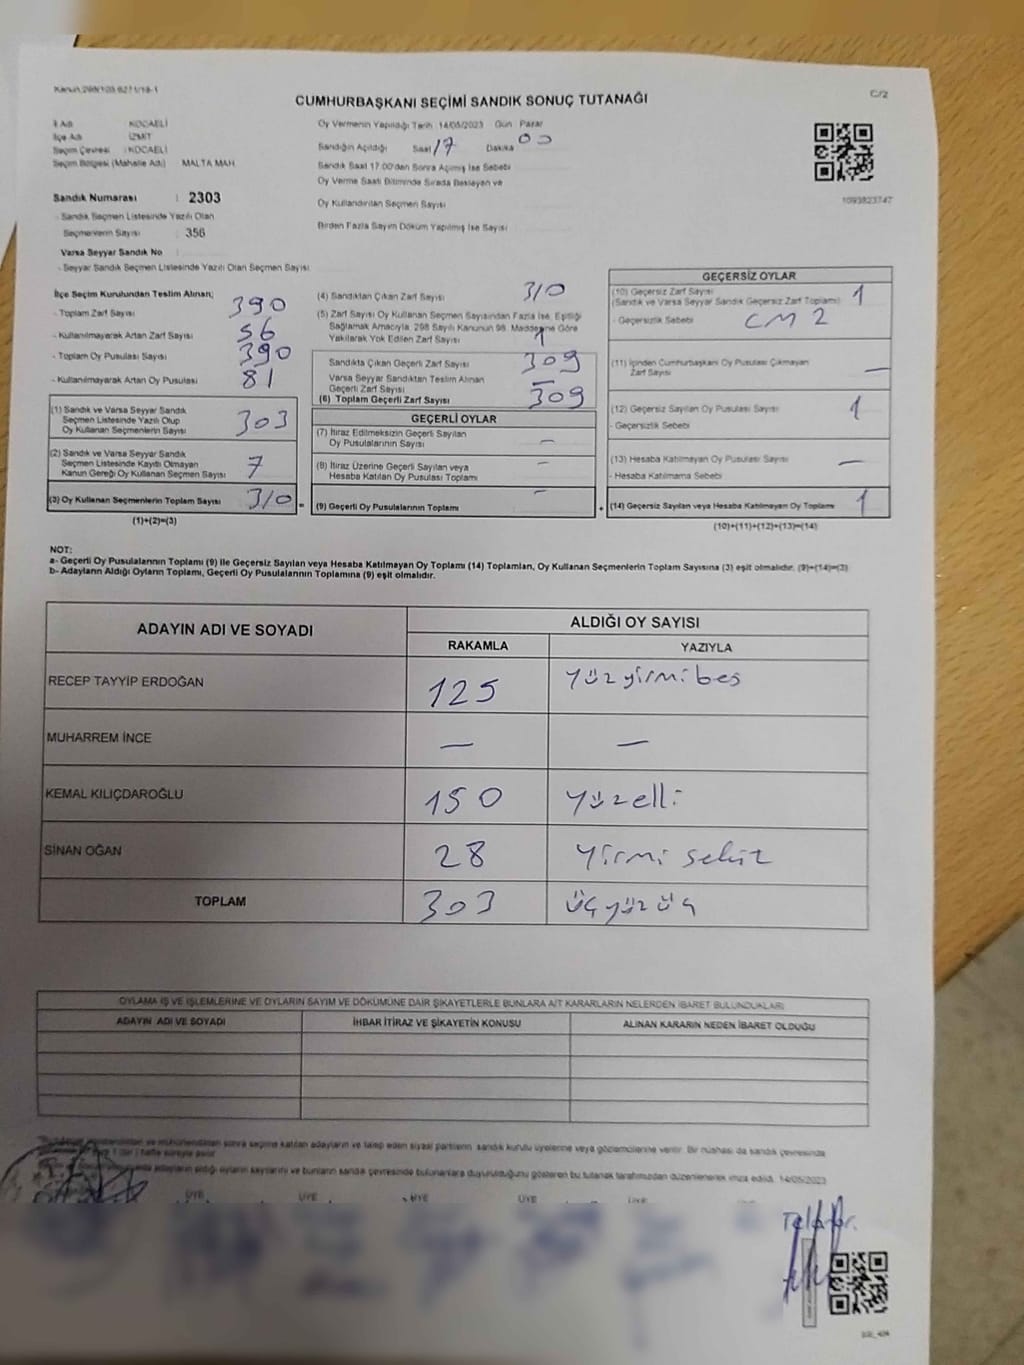 Kanun:298/105.6271/18-1
CUMHURBAŞKANI SEÇİMİ SANDIK SONUÇ TUTANAĞI
C/2
İl Adı KOCAELİ
İlçe Adı İZMİT
Seçim Çevresi : KOCAELİ
Seçim Bölgesi (Mahalle Adı) MALTA MAH.
Oy Vermenin Yapıldığı Tarih 14/05/2023 Gün Pazar
Sandığın Açıldığı Saat 17 Dakika 00
Sandık Saat 17:00'den Sonra Açılmış İse Sebebi
Oy Verme Saati Bitiminde Sırada Bekleyen ve
Oy Kullandırılan Seçmen Sayısı
Birden Fazla Sayım Döküm Yapılmış İse Sayısı
1093823747
Sandık Numarası : 2303
- Sandık Seçmen Listesinde Yazılı Olan
Seçmenlerin Sayısı : 356
Varsa Seyyar Sandık No
- Seyyar Sandık Seçmen Listesinde Yazılı Olan Seçmen Sayısı
İlçe Seçim Kurulundan Teslim Alınan;
- Toplam Zarf Sayısı 390
- Kullanılmayarak Artan Zarf Sayısı 56
- Toplam Oy Pusulası Sayısı 390
- Kullanılmayarak Artan Oy Pusulası 81
(1) Sandık ve Varsa Seyyar Sandık
Seçmen Listesinde Yazılı Olup
Oy Kullanan Seçmenlerin Sayısı 303
(2) Sandık ve Varsa Seyyar Sandık
Seçmen Listesinde Kayıtlı Olmayan
Kanun Gereği Oy Kullanan Seçmen Sayısı 7
(3) Oy Kullanan Seçmenlerin Toplam Sayısı 310
(1)+(2)=(3)
(4) Sandıktan Çıkan Zarf Sayısı 310
(5) Zarf Sayısı Oy Kullanan Seçmen Sayısından Fazla İse, Eşitliği
Sağlamak Amacıyla, 298 Sayılı Kanunun 98. Maddesine Göre
Yakılarak Yok Edilen Zarf Sayısı 1
Sandıkta Çıkan Geçerli Zarf Sayısı 309
Varsa Seyyar Sandıktan Teslim Alınan
Geçerli Zarf Sayısı —
(6) Toplam Geçerli Zarf Sayısı 309
GEÇERLİ OYLAR
(7) İtiraz Edilmeksizin Geçerli Sayılan
Oy Pusulalarının Sayısı —
(8) İtiraz Üzerine Geçerli Sayılan veya
Hesaba Katılan Oy Pusulası Toplamı —
(9) Geçerli Oy Pusulalarının Toplamı —
GEÇERSİZ OYLAR
(10) Geçersiz Zarf Sayısı 1
(Sandık ve Varsa Seyyar Sandık Geçersiz Zarf Toplamı)
- Geçersizlik Sebebi CM2
(11) İçinden Cumhurbaşkanı Oy Pusulası Çıkmayan
Zarf Sayısı —
(12) Geçersiz Sayılan Oy Pusulası Sayısı 1
- Geçersizlik Sebebi
(13) Hesaba Katılmayan Oy Pusulası Sayısı —
- Hesaba Katılmama Sebebi
(14) Geçersiz Sayılan veya Hesaba Katılmayan Oy Toplamı 1
(10)+(11)+(12)+(13)=(14)
NOT:
a- Geçerli Oy Pusulalarının Toplamı (9) ile Geçersiz Sayılan veya Hesaba Katılmayan Oy Toplamı (14) Toplamları, Oy Kullanan Seçmenlerin Toplam Sayısına (3) eşit olmalıdır. (9)+(14)=(3)
b- Adayların Aldığı Oyların Toplamı, Geçerli Oy Pusulalarının Toplamına (9) eşit olmalıdır.
ADAYIN ADI VE SOYADI ALDIĞI OY SAYISI
RAKAMLA YAZIYLA
RECEP TAYYİP ERDOĞAN 125 yüzyirmibeş
MUHARREM İNCE — —
KEMAL KILIÇDAROĞLU 150 yüzelli
SİNAN OĞAN 28 yirmi sekiz
TOPLAM 303 üçyüzüç
OYLAMA İŞ VE İŞLEMLERİNE VE OYLARIN SAYIM VE DÖKÜMÜNE DAİR ŞİKAYETLERLE BUNLARA AİT KARARLARIN NELERDEN İBARET BULUNDUKLARI
ADAYIN ADI VE SOYADI İHBAR İTİRAZ VE ŞİKAYETİN KONUSU ALINAN KARARIN NEDEN İBARET OLDUĞU
ve mühürlendikten sonra seçime katılan adayların ve talep eden siyasi partilerin sandık kurulu üyelerine veya gözlemcilerine verilir. Bir nüshası da sandık çevresinde
1 (bir) hafta süreyle asılır
adayların aldığı oyların sayılarını ve bunların sandık çevresinde bulunanlara duyurulduğunu gösteren bu tutanak tarafımızdan düzenlenerek imza edildi. 14/05/2023
ÜYE ÜYE ÜYE ÜYE ÜYE